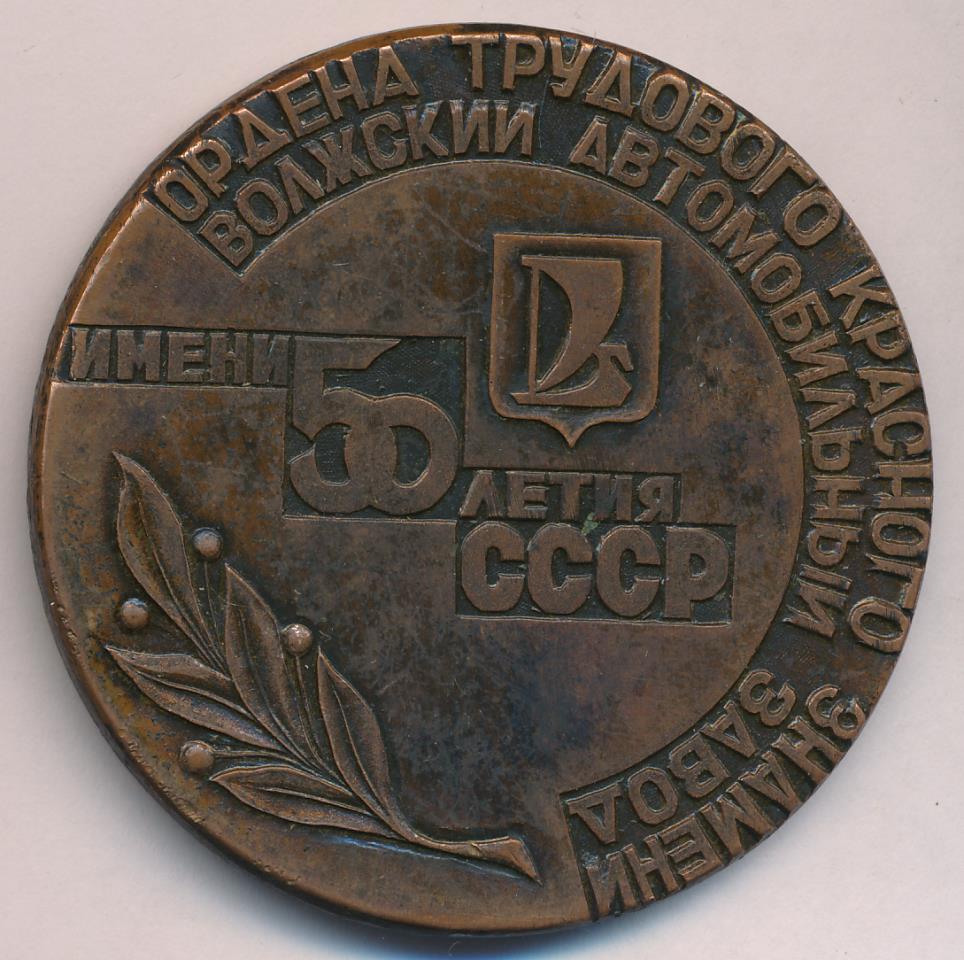 ОРДЕНА ТРУДОВОГО КРАСНОГО ЗНАМЕНИ
ВОЛЖСКИЙ АВТОМОБИЛЬНЫЙ ЗАВОД
ИМЕНИ 50
ЛЕТИЯ
СССР